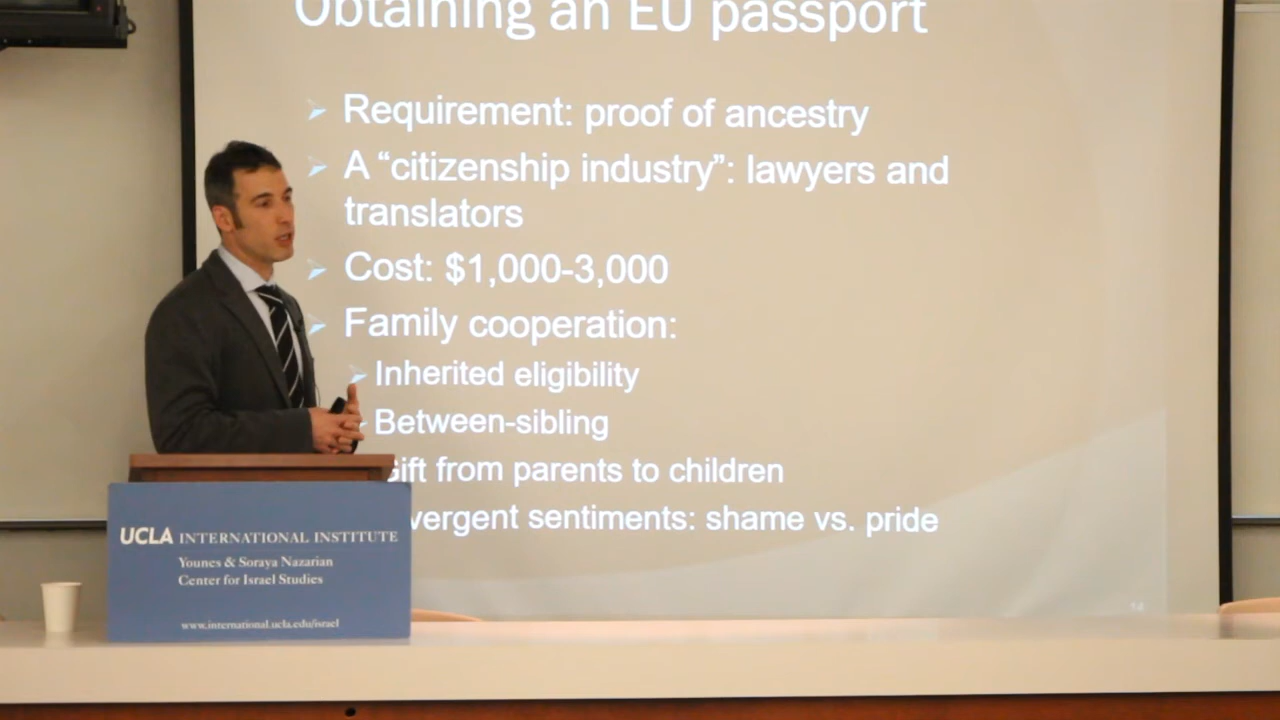 Obtaining an EU passport
Requirement: proof of ancestry
A “citizenship industry”: lawyers and
translators
Cost: $1,000-3,000
Family cooperation:
Inherited eligibility
Between-sibling
Gift from parents to children
vergent sentiments: shame vs. pride
14
UCLA INTERNATIONAL INSTITUTE
Younes & Soraya Nazarian
Center for Israel Studies
www.international.ucla.edu/israel